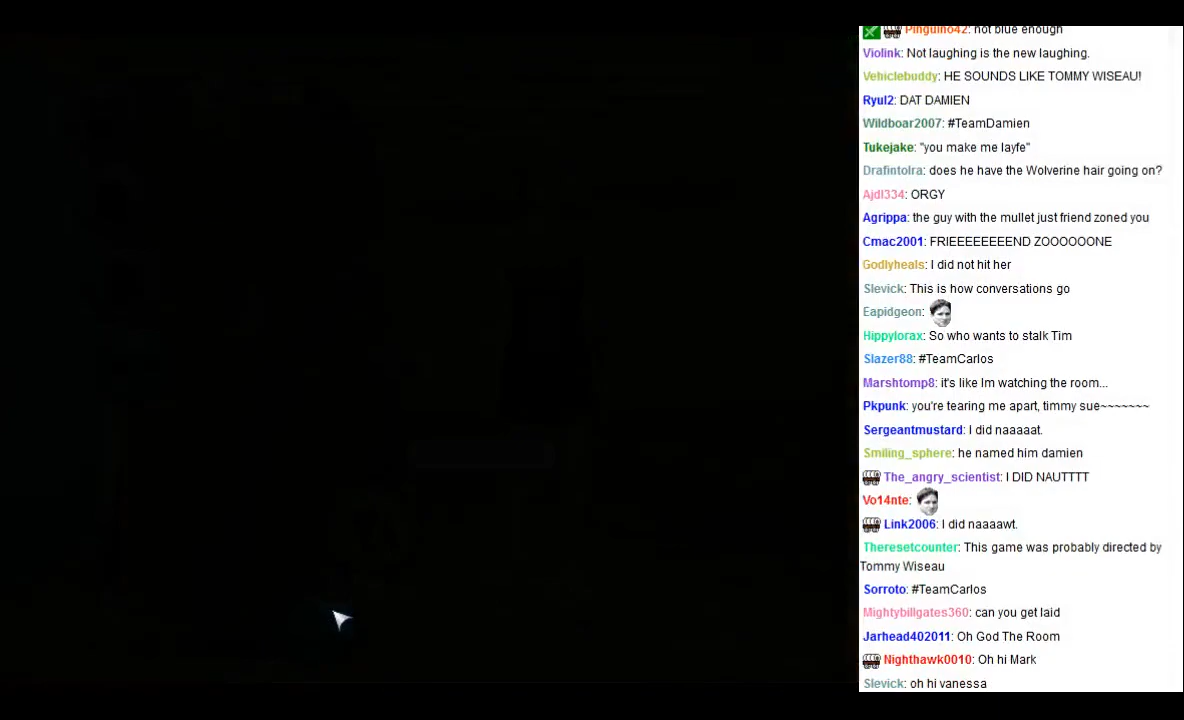 Pinguino42: not blue enough
Violink: Not laughing is the new laughing.
Vehiclebuddy: HE SOUNDS LIKE TOMMY WISEAU!
Ryul2: DAT DAMIEN
Wildboar2007: #TeamDamien
Tukejake: "you make me layfe"
Drafintolra: does he have the Wolverine hair going on?
Ajdl334: ORGY
Agrippa: the guy with the mullet just friend zoned you
Cmac2001: FRIEEEEEEEEND ZOOOOOONE
Godlyheals: I did not hit her
Slevick: This is how conversations go
Eapidgeon:
Hippylorax: So who wants to stalk Tim
Slazer88: #TeamCarlos
Marshtomp8: it's like Im watching the room...
Pkpunk: you're tearing me apart, timmy sue~~~~~~~
Sergeantmustard: I did naaaaat.
Smiling_sphere: he named him damien
The_angry_scientist: I DID NAUTTTT
Vo14nte:
Link2006: I did naaaawt.
Theresetcounter: This game was probably directed by
Tommy Wiseau
Sorroto: #TeamCarlos
Mightybillgates360: can you get laid
Jarhead402011: Oh God The Room
Nighthawk0010: Oh hi Mark
Slevick: oh hi vanessa